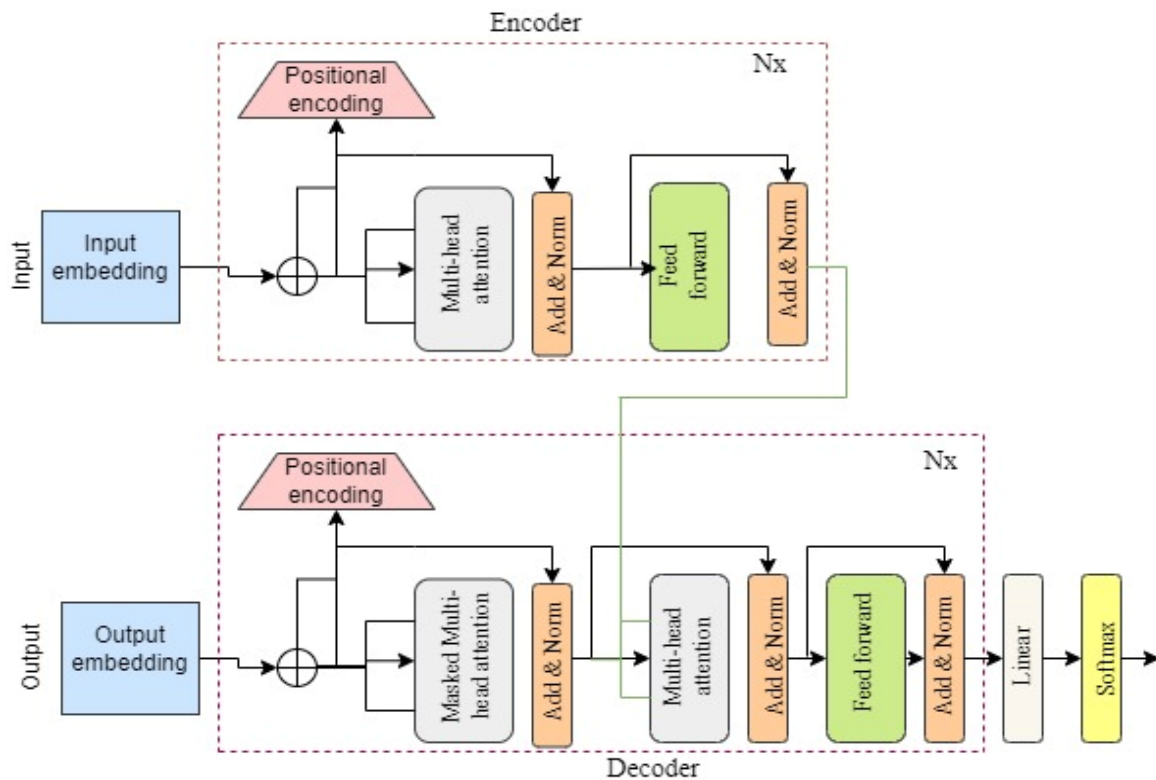 Encoder
Nx
Positional
encoding
Input
Input
embedding
Multi-head
attention
Add & Norm
Feed
forward
Add & Norm
Nx
Positional
encoding
Output
Output
embedding
Masked Multi-
head attention
Add & Norm
Multi-head
attention
Add & Norm
Feed forward
Add & Norm
Linear
Softmax
Decoder